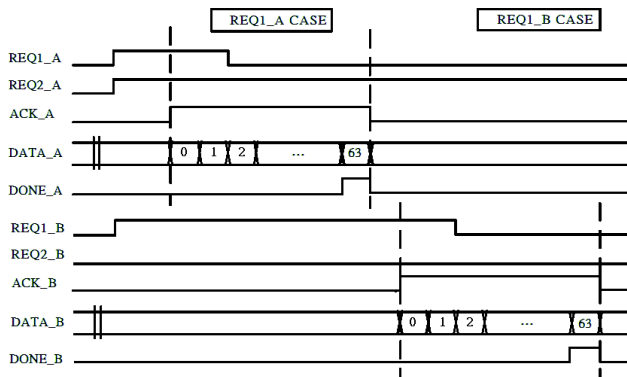 REQ1_A CASE REQ1_B CASE
REQ1_A
REQ2_A
ACK_A
DATA_A 0 1 2 ... 63
DONE_A
REQ1_B
REQ2_B
ACK_B
DATA_B 0 1 2 ... 63
DONE_B